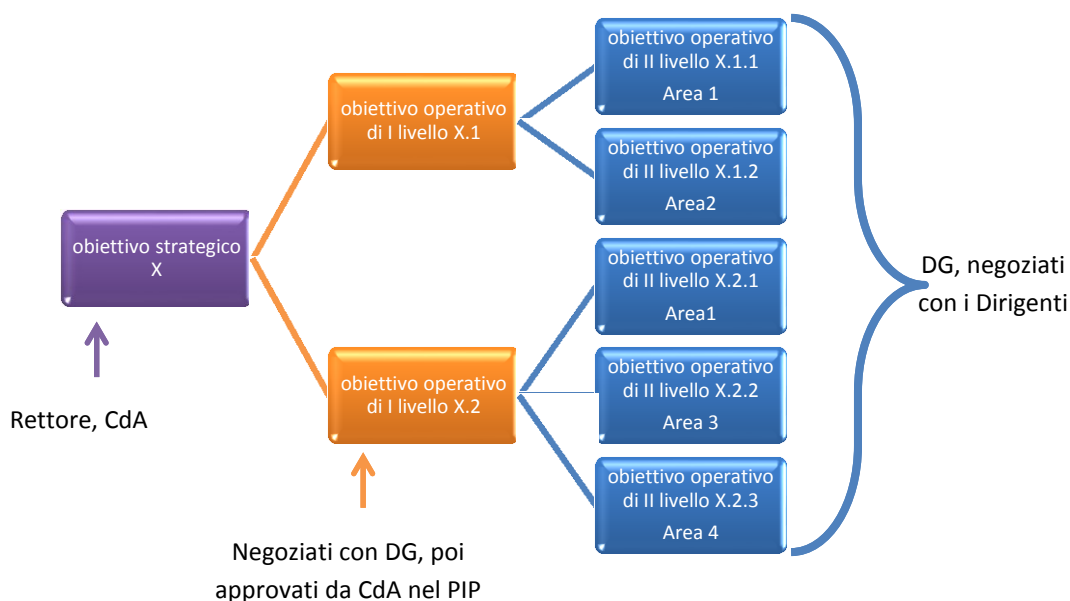 obiettivo strategico
X
Rettore, CdA
obiettivo operativo
di I livello X.1
obiettivo operativo
di I livello X.2
Negoziati con DG, poi
approvati da CdA nel PIP
obiettivo operativo
di II livello X.1.1
Area 1
obiettivo operativo
di II livello X.1.2
Area2
obiettivo operativo
di II livello X.2.1
Area1
obiettivo operativo
di II livello X.2.2
Area 3
obiettivo operativo
di II livello X.2.3
Area 4
DG, negoziati
con i Dirigenti